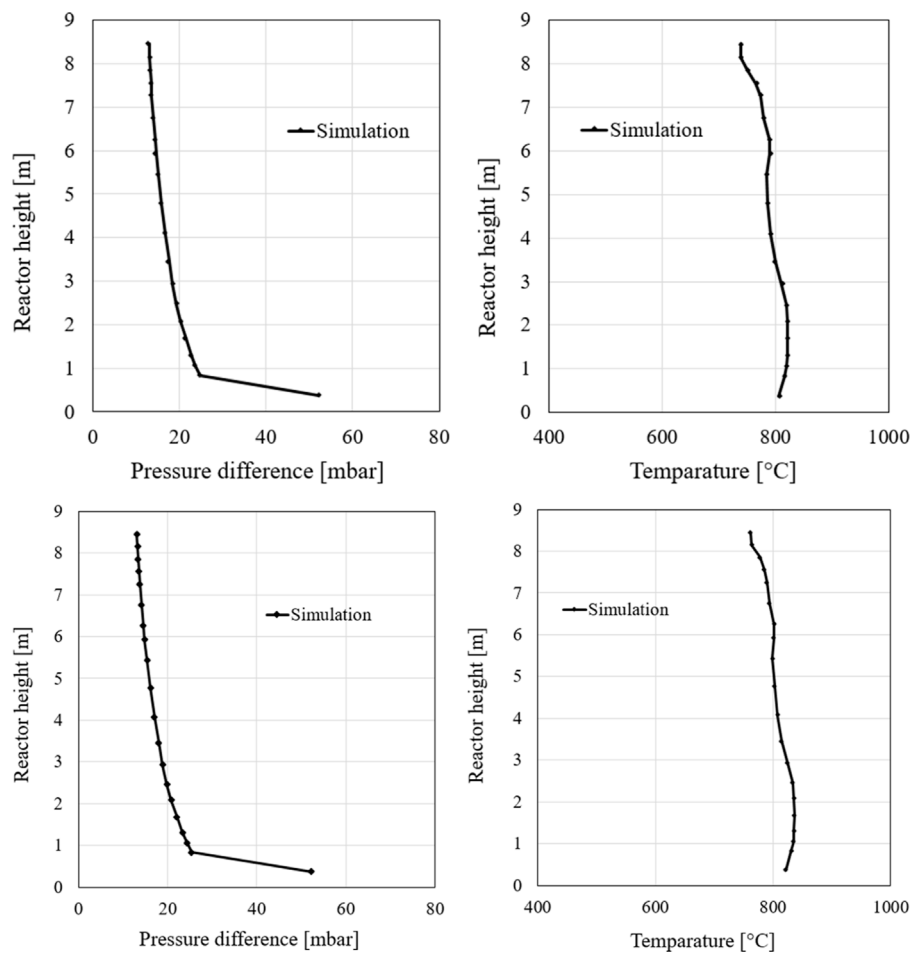 9
8
7
6
5
4
3
2
1
0
Reactor height [m]
Simulation
0 20 40 60 80
Pressure difference [mbar]
9
8
7
6
5
4
3
2
1
0
Reactor height [m]
Simulation
400 600 800 1000
Temparature [°C]
9
8
7
6
5
4
3
2
1
0
Reactor height [m]
Simulation
0 20 40 60 80
Pressure difference [mbar]
9
8
7
6
5
4
3
2
1
0
Reactor height [m]
Simulation
400 600 800 1000
Temparature [°C]